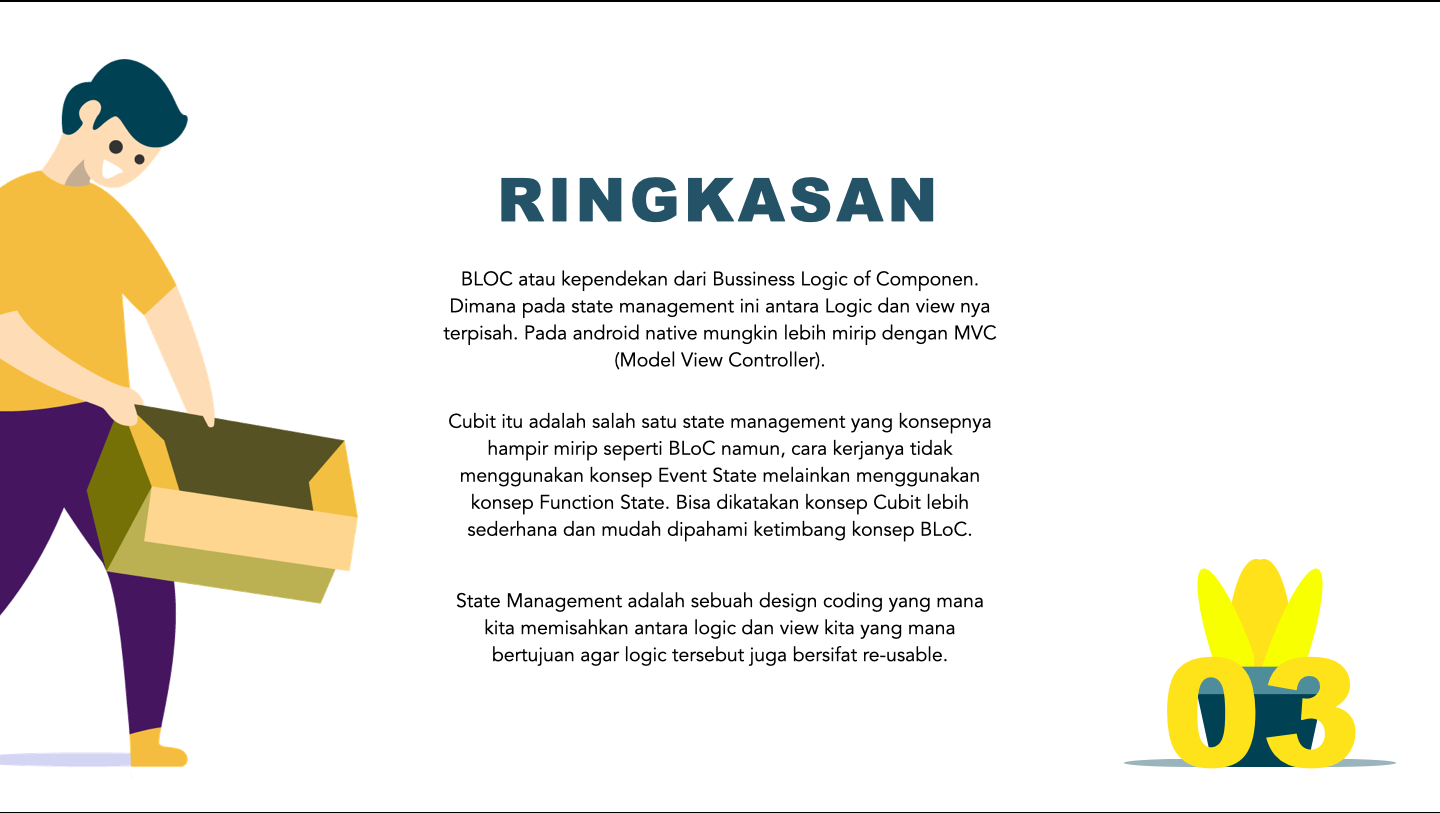 RINGKASAN
BLOC atau kependekan dari Bussiness Logic of Componen.
Dimana pada state management ini antara Logic dan view nya
terpisah. Pada android native mungkin lebih mirip dengan MVC
(Model View Controller).
Cubit itu adalah salah satu state management yang konsepnya
hampir mirip seperti BLoC namun, cara kerjanya tidak
menggunakan konsep Event State melainkan menggunakan
konsep Function State. Bisa dikatakan konsep Cubit lebih
sederhana dan mudah dipahami ketimbang konsep BLoC.
State Management adalah sebuah design coding yang mana
kita memisahkan antara logic dan view kita yang mana
bertujuan agar logic tersebut juga bersifat re-usable.
03